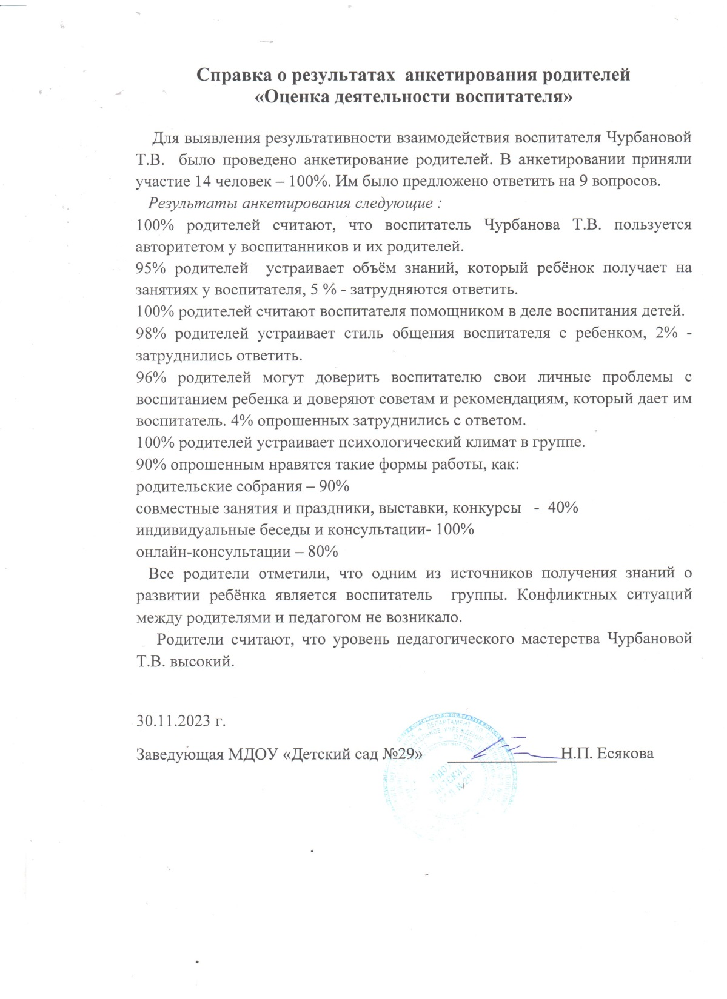 Справка о результатах анкетирования родителей
«Оценка деятельности воспитателя»
Для выявления результативности взаимодействия воспитателя Чурбановой
Т.В. было проведено анкетирование родителей. В анкетировании приняли
участие 14 человек – 100%. Им было предложено ответить на 9 вопросов.
Результаты анкетирования следующие :
100% родителей считают, что воспитатель Чурбанова Т.В. пользуется
авторитетом у воспитанников и их родителей.
95% родителей устраивает объём знаний, который ребёнок получает на
занятиях у воспитателя, 5 % - затрудняются ответить.
100% родителей считают воспитателя помощником в деле воспитания детей.
98% родителей устраивает стиль общения воспитателя с ребенком, 2% -
затруднились ответить.
96% родителей могут доверить воспитателю свои личные проблемы с
воспитанием ребенка и доверяют советам и рекомендациям, который дает им
воспитатель. 4% опрошенных затруднились с ответом.
100% родителей устраивает психологический климат в группе.
90% опрошенным нравятся такие формы работы, как:
родительские собрания – 90%
совместные занятия и праздники, выставки, конкурсы - 40%
индивидуальные беседы и консультации- 100%
онлайн-консультации – 80%
Все родители отметили, что одним из источников получения знаний о
развитии ребёнка является воспитатель группы. Конфликтных ситуаций
между родителями и педагогом не возникало.
Родители считают, что уровень педагогического мастерства Чурбановой
Т.В. высокий.
30.11.2023 г.
Заведующая МДОУ «Детский сад №29» Н.П. Есякова
ДЕПАРТАМЕНТ ПО
ОГРН
МДОУ
ДЕТСКИЙ